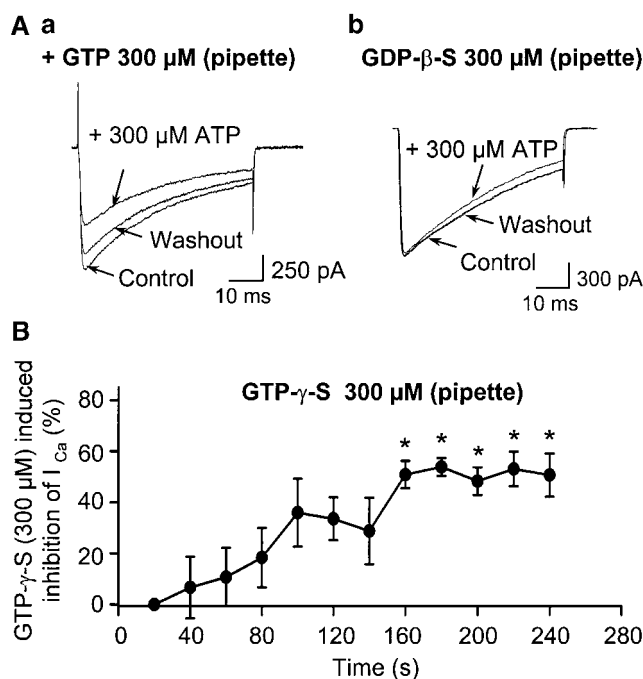 A a
+ GTP 300 µM (pipette)
+ 300 µM ATP
Washout
Control
250 pA
10 ms
b
GDP-β-S 300 µM (pipette)
+ 300 µM ATP
Washout
Control
300 pA
10 ms
B
GTP-γ-S 300 µM (pipette)
GTP-γ-S (300 µM) induced
inhibition of I Ca (%)
80
60
40
20
0
* * * * *
0 40 80 120 160 200 240 280
Time (s)